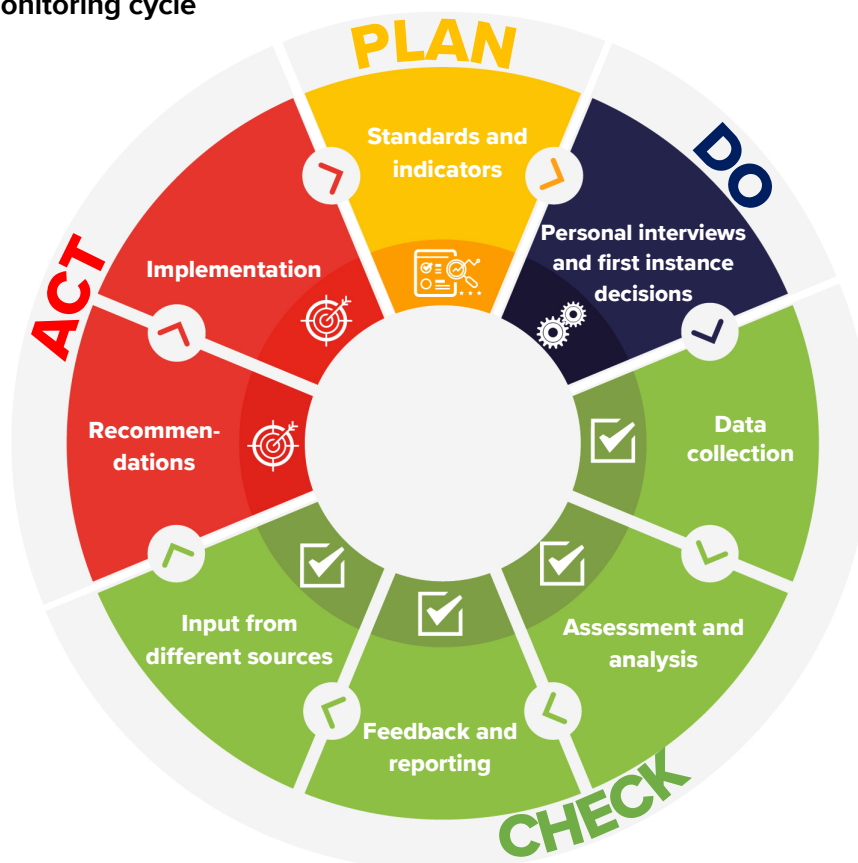 onitoring cycle
PLAN
Standards and
indicators
DO
Personal interviews
and first instance
decisions
Data
collection
Assessment and
analysis
CHECK
Feedback and
reporting
Input from
different sources
ACT
Recommen-
dations
Implementation